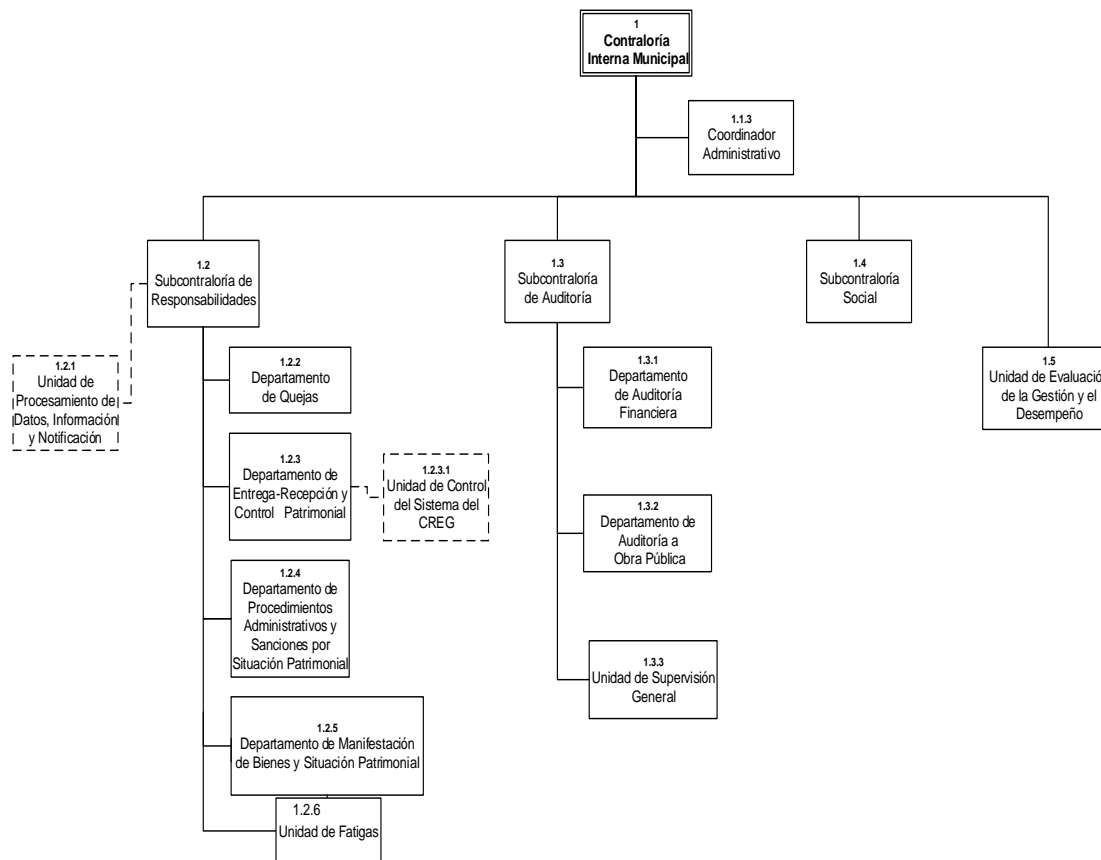 1
Contraloría
Interna Municipal
1.1.3
Coordinador
Administrativo
1.2
Subcontraloría de
Responsabilidades
1.3
Subcontraloría
de Auditoría
1.4
Subcontraloría
Social
1.5
Unidad de Evaluació
de la Gestión y el
Desempeño
1.2.1
Unidad de
Procesamiento de
Datos, Información
y Notificación
1.2.2
Departamento
de Quejas
1.2.3
Departamento de
Entrega-Recepción y
Control Patrimonial
1.2.3.1
Unidad de Control
del Sistema del
CREG
1.2.4
Departamento de
Procedimientos
Administrativos y
Sanciones por
Situación Patrimonial
1.2.5
Departamento de Manifestación
de Bienes y Situación Patrimonial
1.2.6
Unidad de Fatigas
1.3.1
Departamento
de Auditoría
Financiera
1.3.2
Departamento de
Auditoría a
Obra Pública
1.3.3
Unidad de Supervisión
General